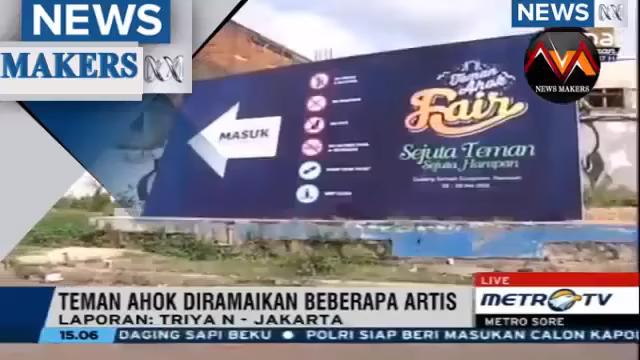 NEWS
MAKERS
NEWS
NEWS MAKERS
MASUK
Teman
Ahok
Fair
Sejuta Teman
Sejuta Harapan
LIVE
TEMAN AHOK DIRAMAIKAN BEBERAPA ARTIS
METRO TV
LAPORAN: TRIYA N - JAKARTA
METRO SORE
15.06 DAGING SAPI BEKU ● POLRI SIAP BERI MASUKAN CALON KAPO